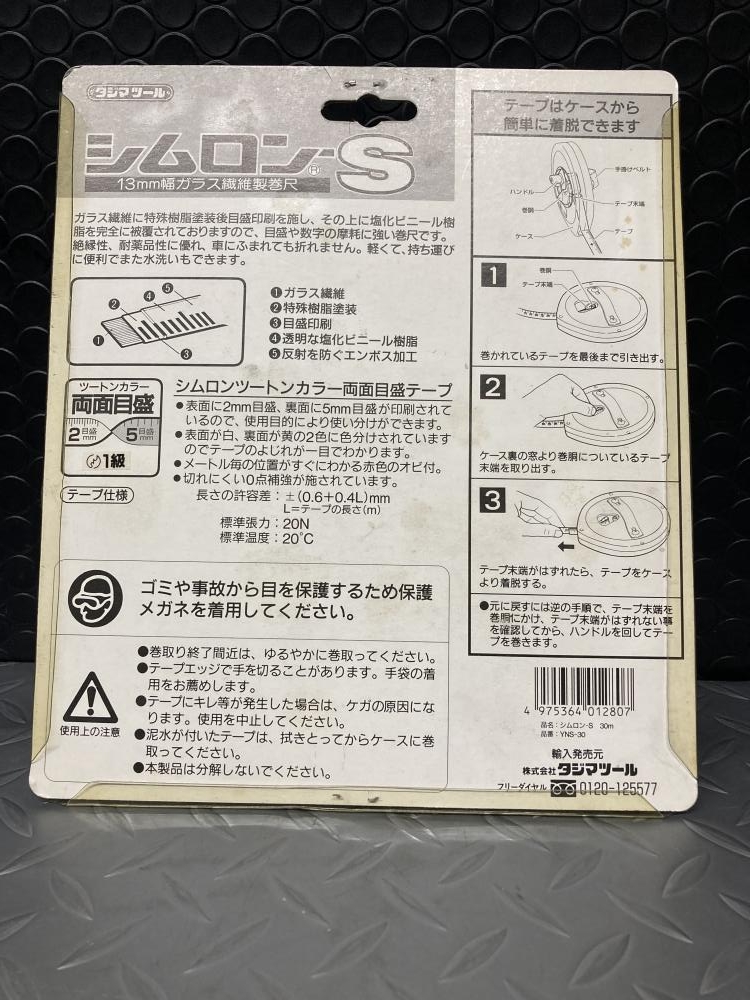 タジマツール
シムロン®S
13mm幅ガラス繊維製巻尺
ガラス繊維に特殊樹脂塗装後目盛印刷を施し、その上に塩化ビニール樹
脂を完全に被覆されておりますので、目盛や数字の摩耗に強い巻尺です。
絶縁性、耐薬品性に優れ、車にふまれても折れません。軽くて、持ち運び
に便利でまた水洗いもできます。
❶
❷
❸
❹
❺
❶ガラス繊維
❷特殊樹脂塗装
❸目盛印刷
❹透明な塩化ビニール樹脂
❺反射を防ぐエンボス加工
ツートンカラー
両面目盛
2目盛mm
5目盛mm
1級
シムロンツートンカラー両面目盛テープ
●表面に2mm目盛、裏面に5mm目盛が印刷されて
いるので、使用目的により使い分けができます。
●表面が白、裏面が黄の2色に色分けされています
のでテープのよじれが一目でわかります。
●メートル毎の位置がすぐにわかる赤色のオビ付。
●切れにくい0点補強が施されています。
テープ仕様
長さの許容差：±(0.6+0.4L)mm
L=テープの長さ(m)
標準張力：20N
標準温度：20℃
ゴミや事故から目を保護するため保護
メガネを着用してください。
使用上の注意
●巻取り終了間近は、ゆるやかに巻取ってください。
●テープエッジで手を切ることがあります。手袋の着
用をお薦めします。
●テープにキレ等が発生した場合は、ケガの原因にな
ります。使用を中止してください。
●泥水が付いたテープは、拭きとってからケースに巻
取ってください。
●本製品は分解しないでください。
テープはケースから
簡単に着脱できます
手掛けベルト
ハンドル
巻胴
テープ末端
ケース
テープ
1
巻胴
テープ末端
巻かれているテープを最後まで引き出す。
2
ケース裏の窓より巻胴についているテープ
末端を取り出す。
3
テープ末端がはずれたら、テープをケース
より着脱する。
●元に戻すには逆の手順で、テープ末端を
巻胴にかけ、テープ末端がはずれない事
を確認してから、ハンドルを回してテー
プを巻きます。
4 975364 012807
品名：シムロン-S 30m
品番：YNS-30
輸入発売元
株式会社タジマツール
フリーダイヤル 0120-125577